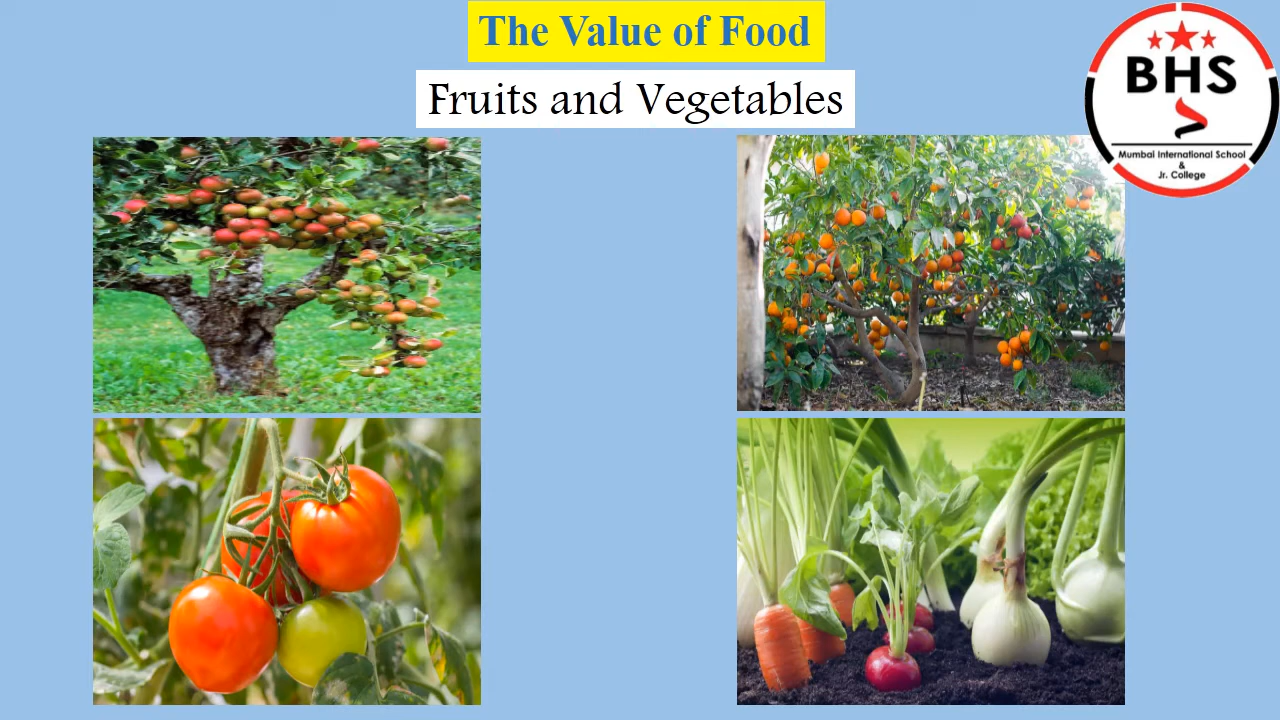 The Value of Food
Fruits and Vegetables
BHS
Mumbai International School
&
Jr. College